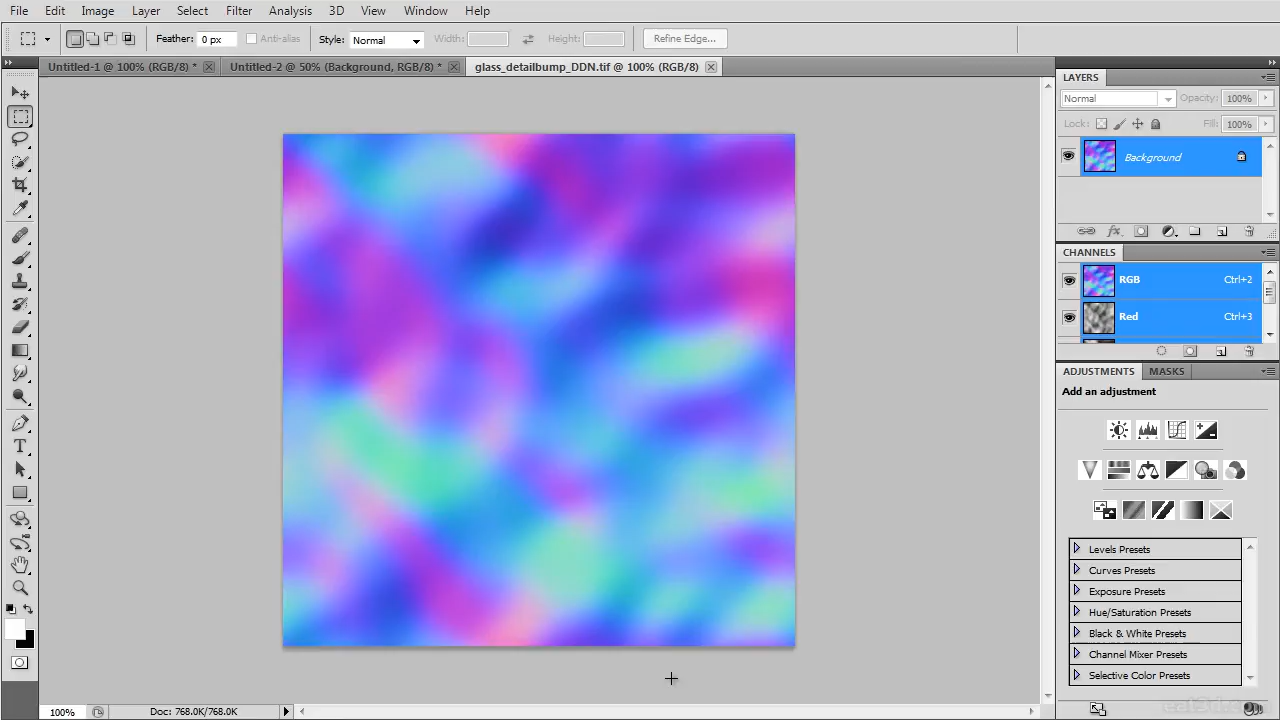 File Edit Image Layer Select Filter Analysis 3D View Window Help
Feather: 0 px Anti-alias Style: Normal Width: Height: Refine Edge...
Untitled-1 @ 100% (RGB/8) * Untitled-2 @ 50% (Background, RGB/8) * glass_detailbump_DDN.tif @ 100% (RGB/8)
LAYERS
Normal Opacity: 100%
Lock: Fill: 100%
Background
CHANNELS
RGB Ctrl+2
Red Ctrl+3
ADJUSTMENTS MASKS
Add an adjustment
Levels Presets
Curves Presets
Exposure Presets
Hue/Saturation Presets
Black & White Presets
Channel Mixer Presets
Selective Color Presets
100% Doc: 768.0K/768.0K